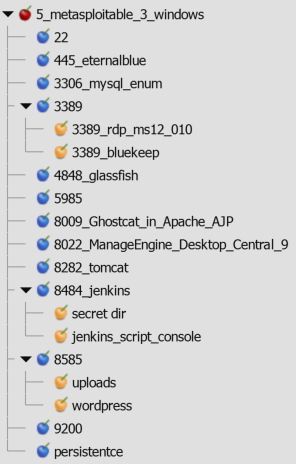 5_metasploitable_3_windows
22
445_eternalblue
3306_mysql_enum
3389
3389_rdp_ms12_010
3389_bluekeep
4848_glassfish
5985
8009_Ghostcat_in_Apache_AJP
8022_ManageEngine_Desktop_Central_9
8282_tomcat
8484_jenkins
secret dir
jenkins_script_console
8585
uploads
wordpress
9200
persistentce